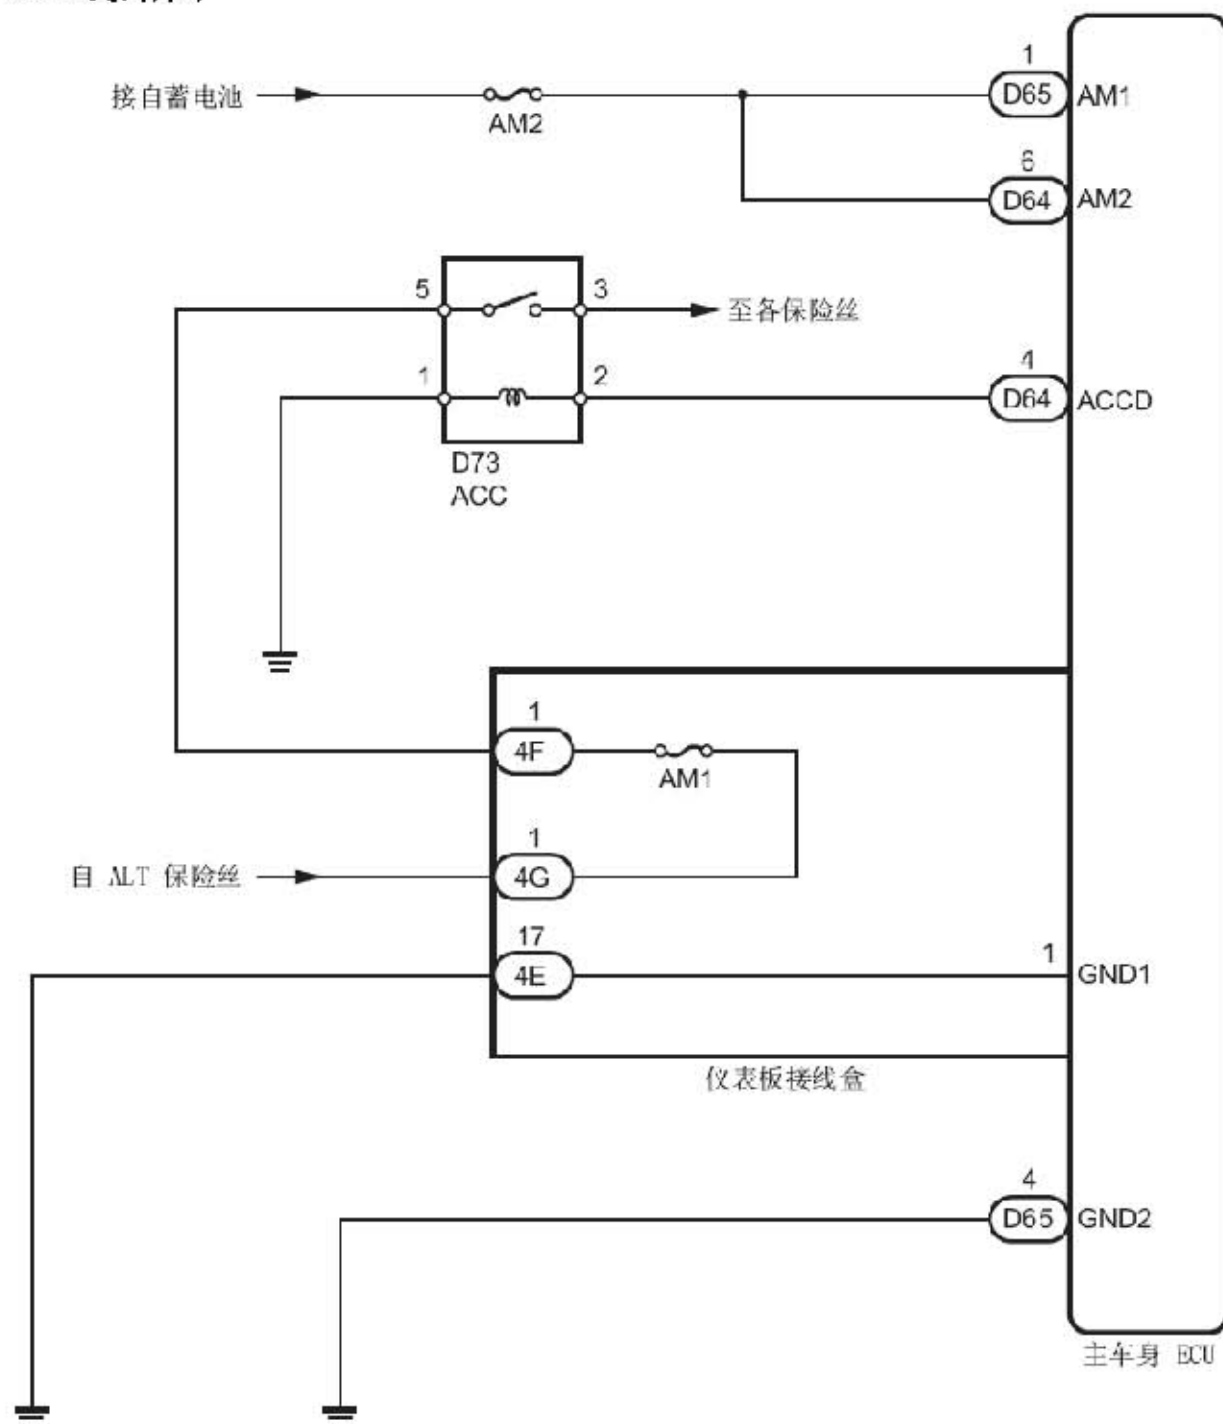 1
接自蓄电池
D65
AM1
AM2
6
D64
AM2
5
3
至各保险丝
1
2
4
D64
ACCD
D73
ACC
1
4F
AM1
1
自 ALT 保险丝
4G
17
4E
1
GND1
仪表板接线盒
4
D65
GND2
主车身 ECU